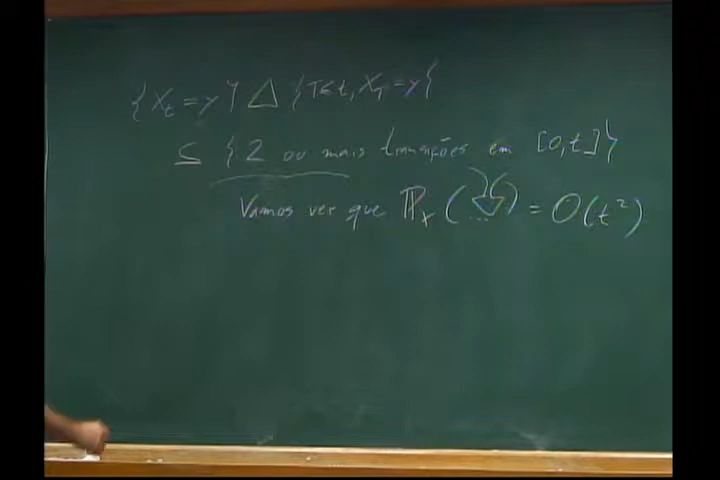 {X_t = y} △ {T ≤ t, X_T = y}
⊆ {2 ou mais transições em [0,t]}
Vamos ver que ℙ_x (...) = O(t²)